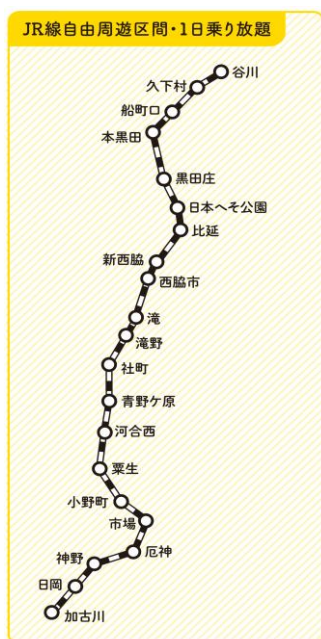 JR線自由周遊区間・1日乗り放題
谷川
久下村
船町口
本黒田
黒田庄
日本へそ公園
比延
新西脇
西脇市
滝
滝野
社町
青野ケ原
河合西
粟生
小野町
市場
厄神
神野
日岡
加古川